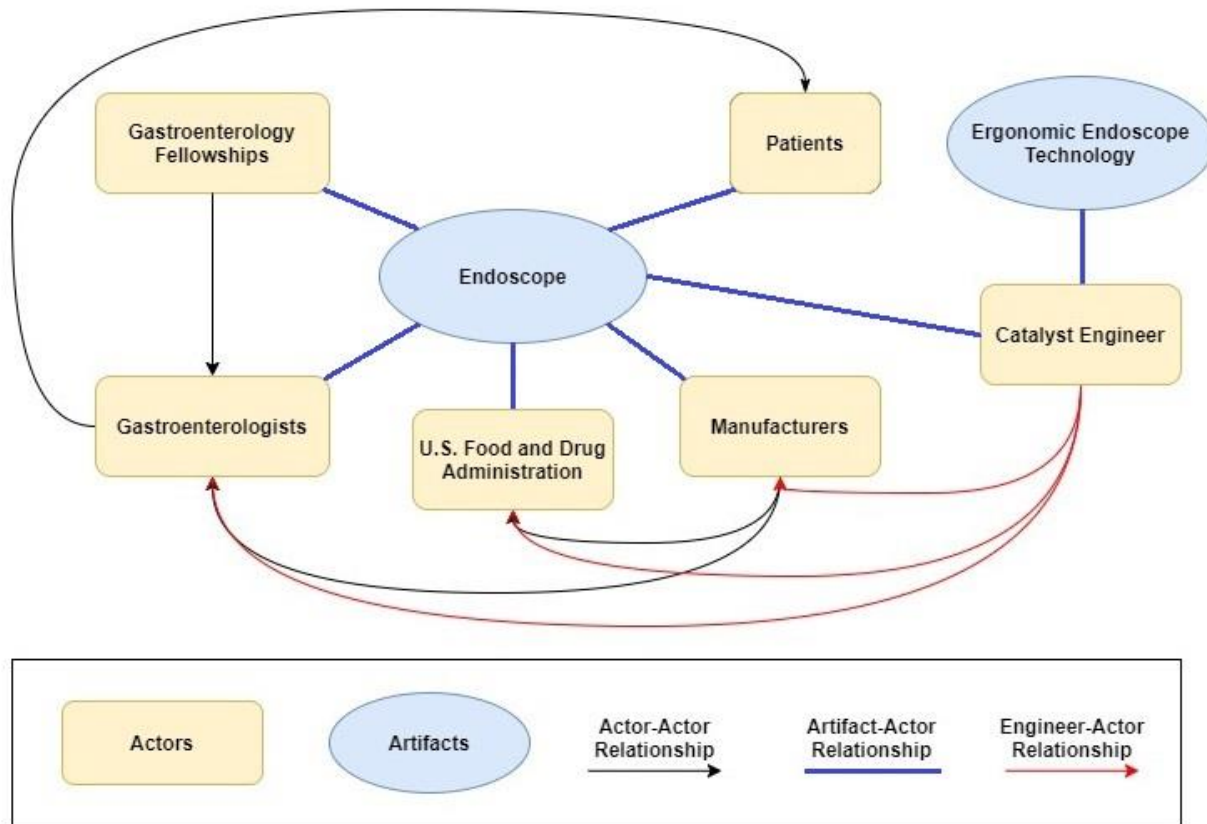 Gastroenterology
Fellowships
Patients
Ergonomic Endoscope
Technology
Endoscope
Catalyst Engineer
Gastroenterologists
U.S. Food and Drug
Administration
Manufacturers
Actors
Artifacts
Actor-Actor
Relationship
Artifact-Actor
Relationship
Engineer-Actor
Relationship